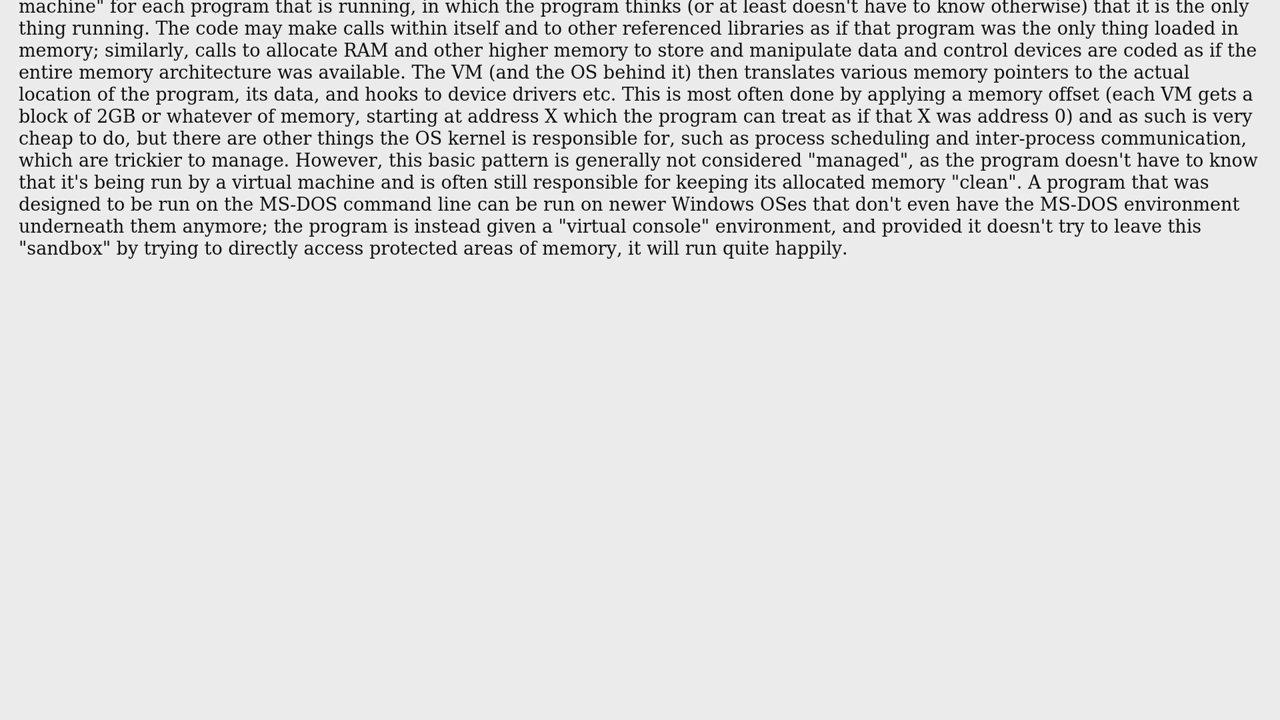 machine" for each program that is running, in which the program thinks (or at least doesn't have to know otherwise) that it is the only
thing running. The code may make calls within itself and to other referenced libraries as if that program was the only thing loaded in
memory; similarly, calls to allocate RAM and other higher memory to store and manipulate data and control devices are coded as if the
entire memory architecture was available. The VM (and the OS behind it) then translates various memory pointers to the actual
location of the program, its data, and hooks to device drivers etc. This is most often done by applying a memory offset (each VM gets a
block of 2GB or whatever of memory, starting at address X which the program can treat as if that X was address 0) and as such is very
cheap to do, but there are other things the OS kernel is responsible for, such as process scheduling and inter-process communication,
which are trickier to manage. However, this basic pattern is generally not considered "managed", as the program doesn't have to know
that it's being run by a virtual machine and is often still responsible for keeping its allocated memory "clean". A program that was
designed to be run on the MS-DOS command line can be run on newer Windows OSes that don't even have the MS-DOS environment
underneath them anymore; the program is instead given a "virtual console" environment, and provided it doesn't try to leave this
"sandbox" by trying to directly access protected areas of memory, it will run quite happily.